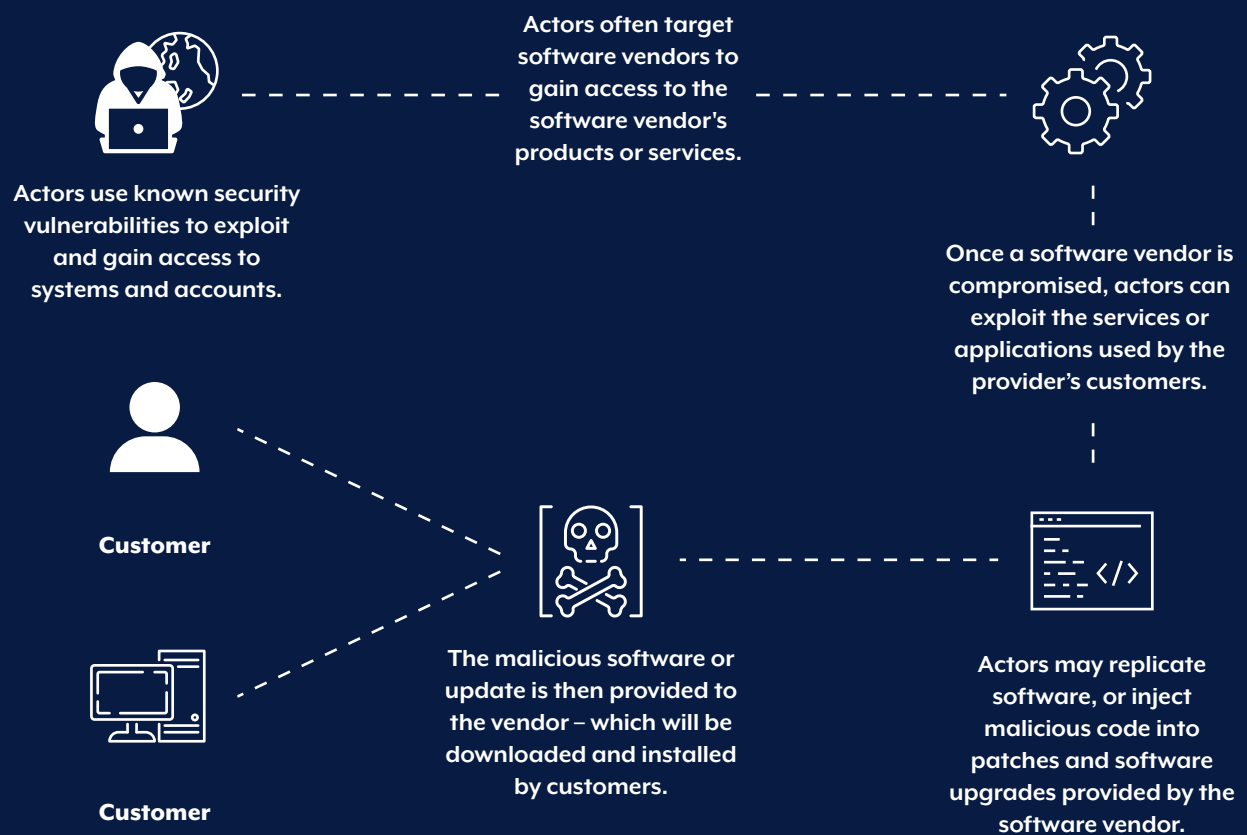 Actors use known security
vulnerabilities to exploit
and gain access to
systems and accounts.
Actors often target
software vendors to
gain access to the
software vendor's
products or services.
Once a software vendor is
compromised, actors can
exploit the services or
applications used by the
provider’s customers.
Actors may replicate
software, or inject
malicious code into
patches and software
upgrades provided by the
software vendor.
</>
The malicious software or
update is then provided to
the vendor – which will be
downloaded and installed
by customers.
Customer
Customer